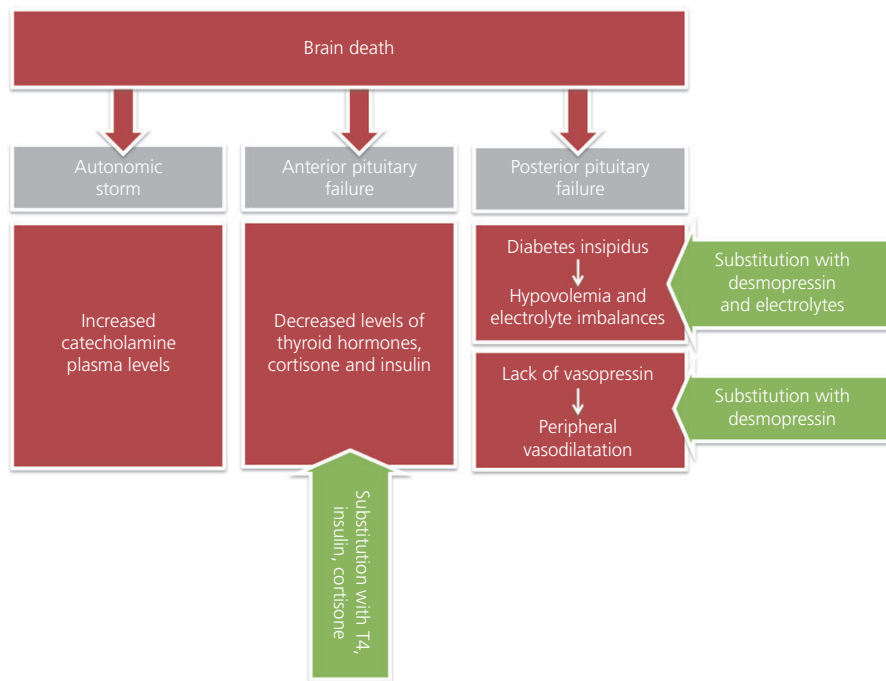 Brain death
Autonomic
storm
Anterior pituitary
failure
Posterior pituitary
failure
Increased
catecholamine
plasma levels
Decreased levels of
thyroid hormones,
cortisone and insulin
Diabetes insipidus
Hypovolemia and
electrolyte imbalances
Substitution with
desmopressin
and electrolytes
Lack of vasopressin
Peripheral
vasodilatation
Substitution with
desmopressin
Substitution with T4,
insulin, cortisone